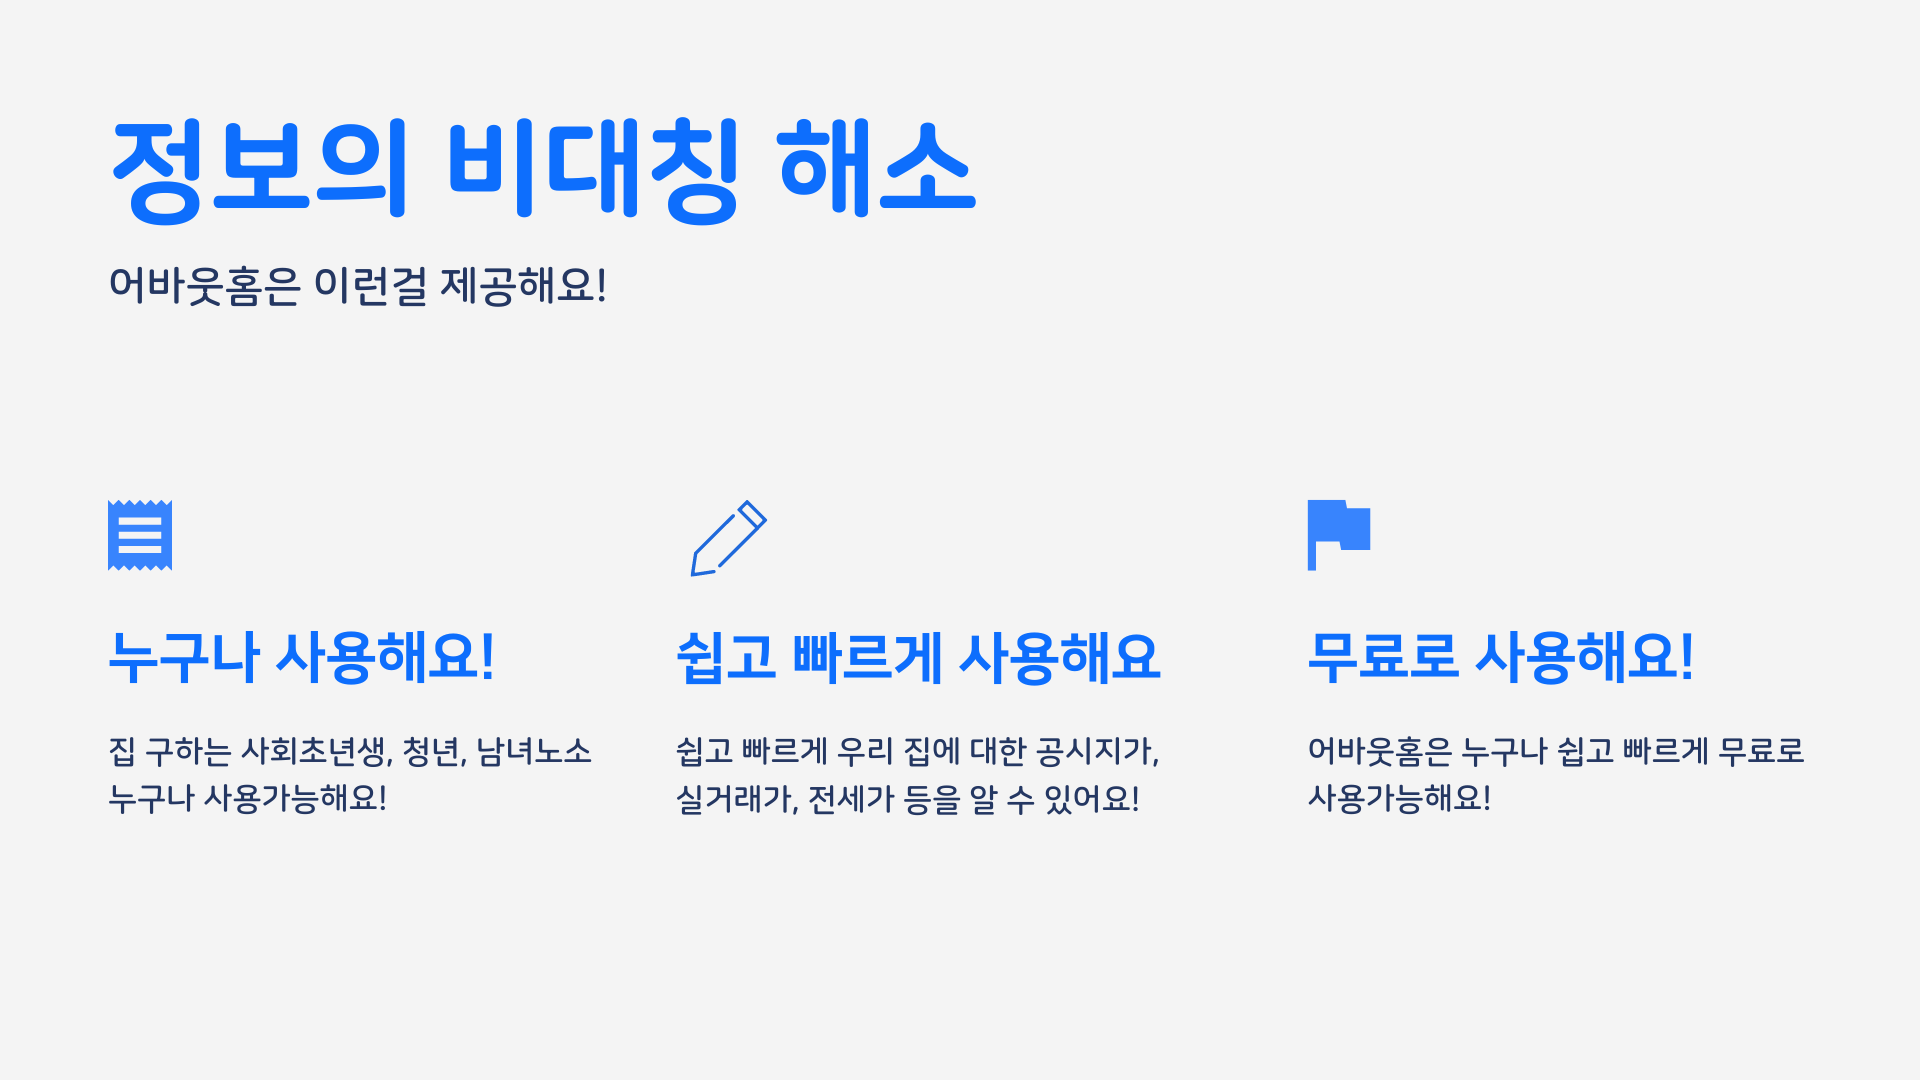 정보의 비대칭 해소
어바웃홈은 이런걸 제공해요!
누구나 사용해요!
집 구하는 사회초년생, 청년, 남녀노소
누구나 사용가능해요!
쉽고 빠르게 사용해요
쉽고 빠르게 우리 집에 대한 공시지가,
실거래가, 전세가 등을 알 수 있어요!
무료로 사용해요!
어바웃홈은 누구나 쉽고 빠르게 무료로
사용가능해요!